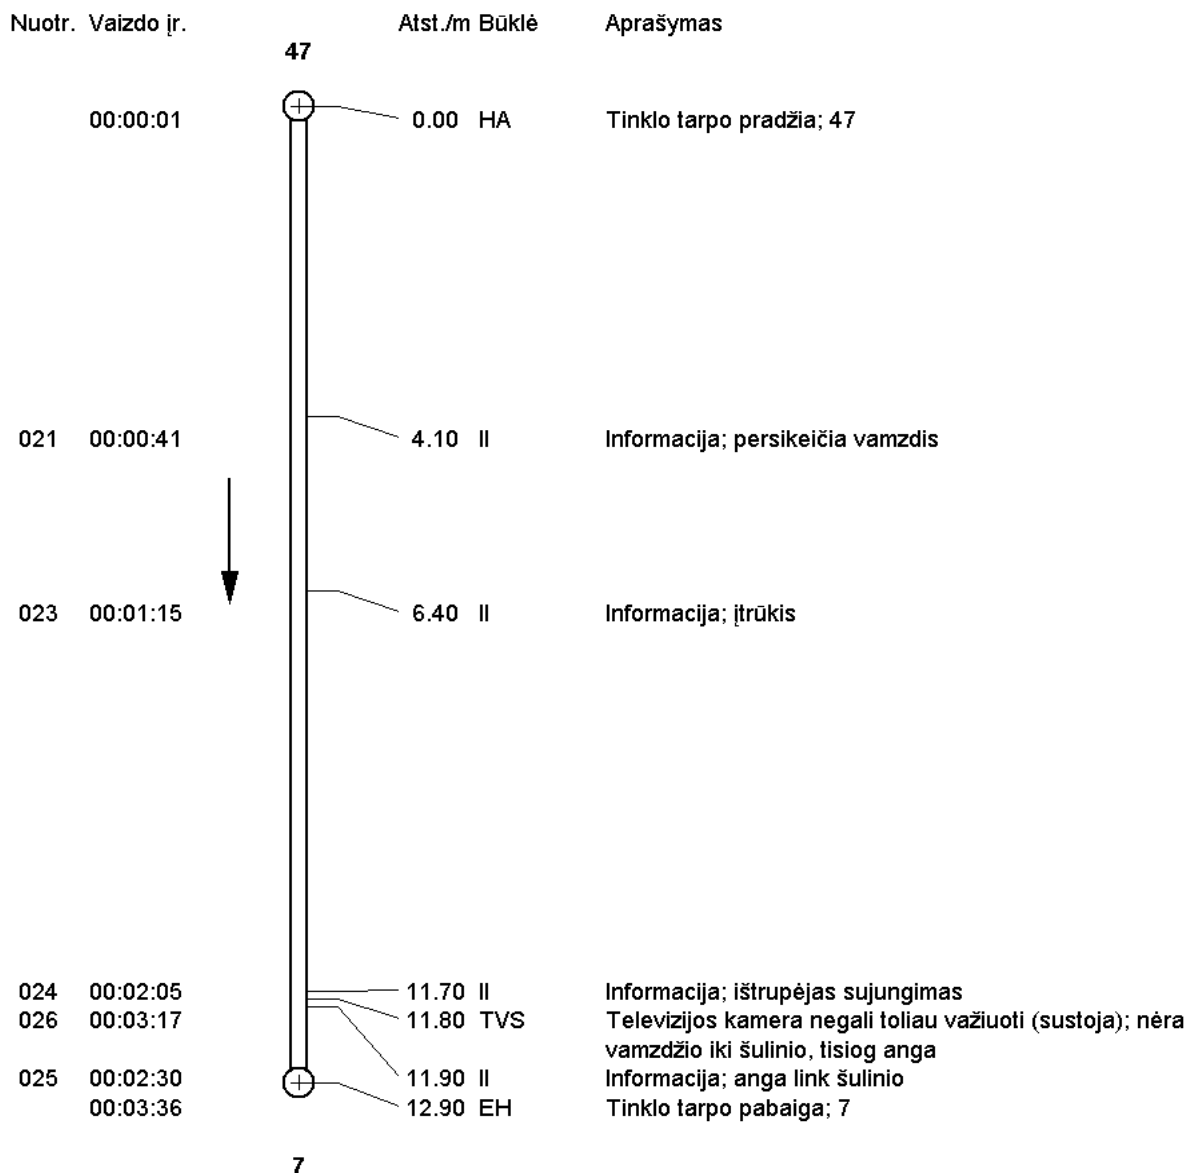 Nuotr. Vaizdo įr. Atst./m Būklė Aprašymas
47
00:00:01 0.00 HA Tinklo tarpo pradžia; 47
021 00:00:41 4.10 II Informacija; persikeičia vamzdis
023 00:01:15 6.40 II Informacija; įtrūkis
024 00:02:05 11.70 II Informacija; ištrupėjas sujungimas
026 00:03:17 11.80 TVS Televizijos kamera negali toliau važiuoti (sustoja); nėra
vamzdžio iki šulinio, tisiog anga
025 00:02:30 11.90 II Informacija; anga link šulinio
00:03:36 12.90 EH Tinklo tarpo pabaiga; 7
7